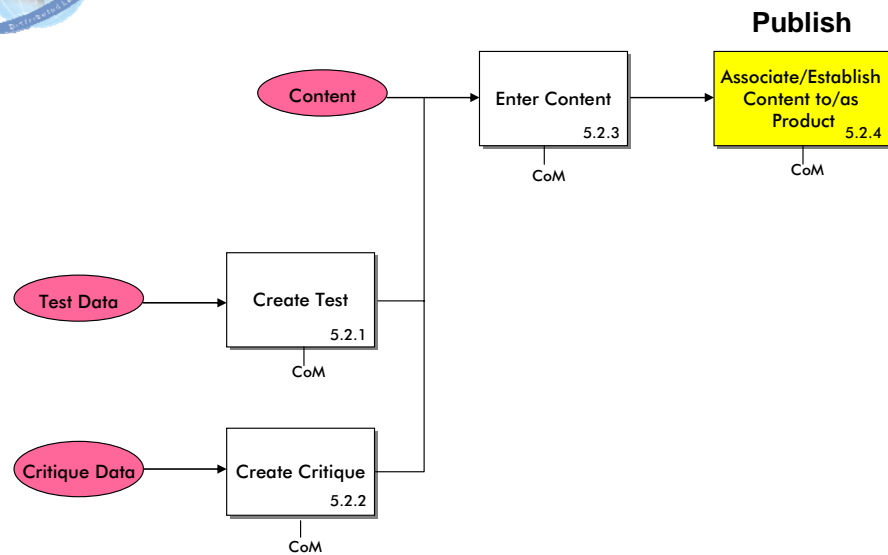 Distributed L
Publish
Content
Enter Content
5.2.3
CoM
Associate/Establish
Content to/as
Product
5.2.4
CoM
Test Data
Create Test
5.2.1
CoM
Critique Data
Create Critique
5.2.2
CoM